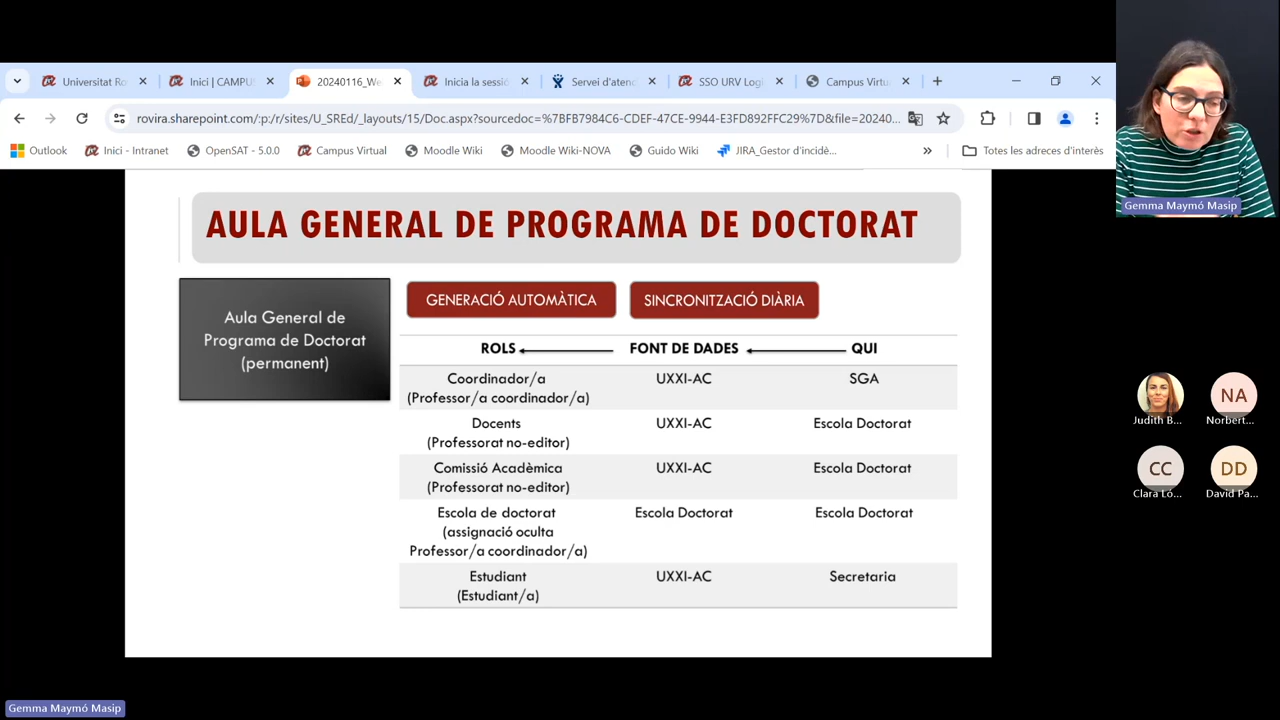 Universitat Ro
Inici | CAMPUS
20240116_We
Inicia la sessió
Servei d'atenc
SSO URV Logi
Campus Virtu
rovira.sharepoint.com/:p:/r/sites/U_SREd/_layouts/15/Doc.aspx?sourcedoc=%7BFB7984C6-CDEF-47CE-9944-E3FD892FFC29%7D&file=20240...
Outlook
Inici - Intranet
OpenSAT - 5.0.0
Campus Virtual
Moodle Wiki
Moodle Wiki-NOVA
Guido Wiki
JIRA_Gestor d'incidè...
»
Totes les adreces d'interès
Gemma Maymó Masip
AULA GENERAL DE PROGRAMA DE DOCTORAT
Aula General de
Programa de Doctorat
(permanent)
GENERACIÓ AUTOMÀTICA
SINCRONITZACIÓ DIÀRIA
ROLS FONT DE DADES QUI
Coordinador/a
(Professor/a coordinador/a)
UXXI-AC
SGA
Docents
(Professorat no-editor)
UXXI-AC
Escola Doctorat
Comissió Acadèmica
(Professorat no-editor)
UXXI-AC
Escola Doctorat
Escola de doctorat
(assignació oculta
Professor/a coordinador/a)
Escola Doctorat
Escola Doctorat
Estudiant
(Estudiant/a)
UXXI-AC
Secretaria
Judith B...
NA
Norbert...
CC
Clara Ló...
DD
David Pa...
Gemma Maymó Masip